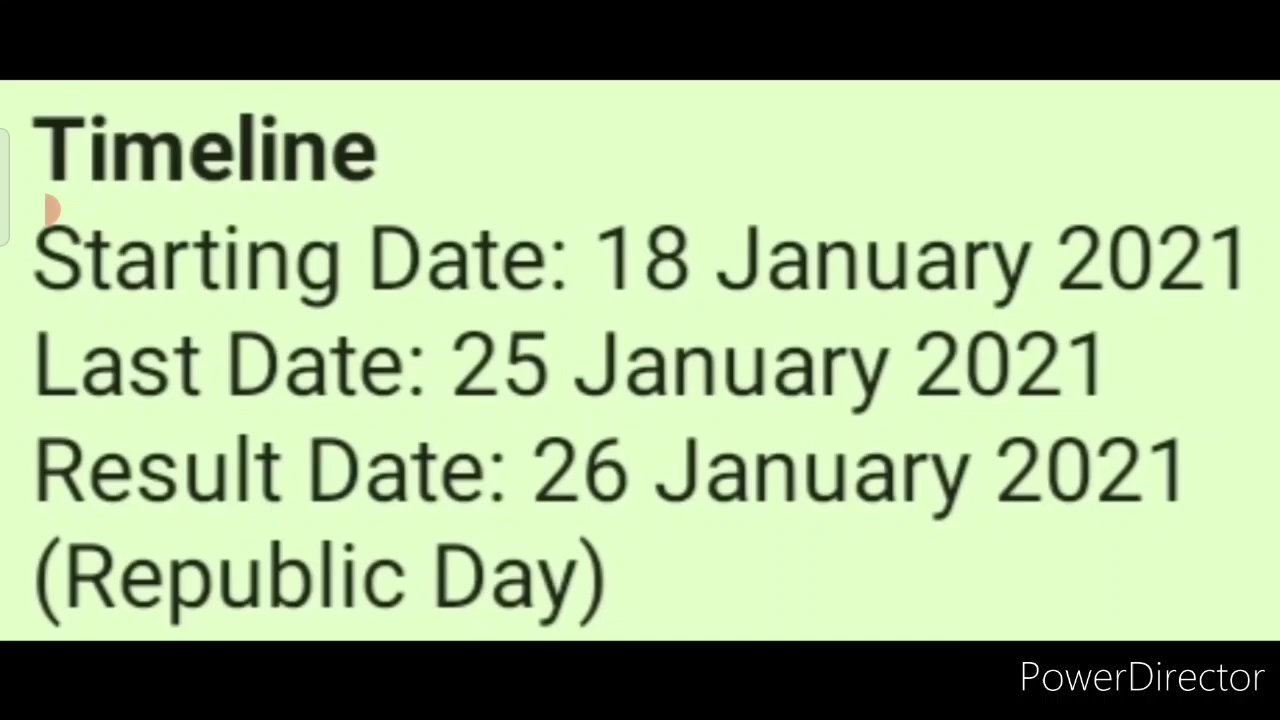 Timeline
Starting Date: 18 January 2021
Last Date: 25 January 2021
Result Date: 26 January 2021
(Republic Day)
PowerDirector